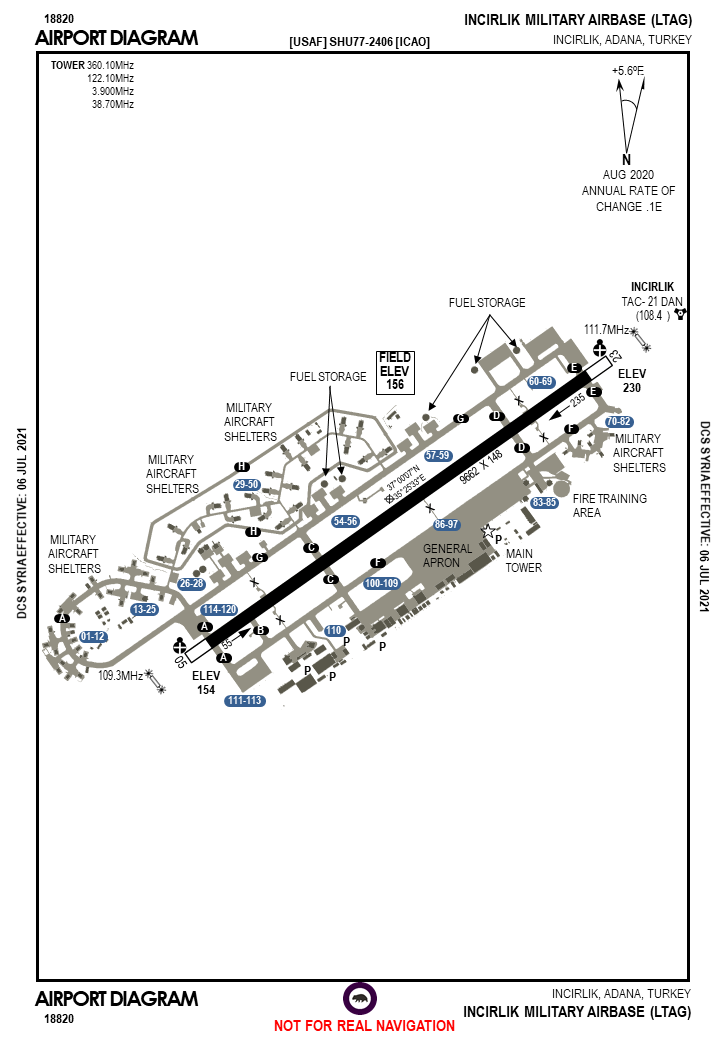 18820
AIRPORT DIAGRAM
[USAF] SHU77-2406 [ICAO]
INCIRLIK MILITARY AIRBASE (LTAG)
INCIRLIK, ADANA, TURKEY
TOWER 360.10MHz
122.10MHz
3.900MHz
38.70MHz
+5.6ºE
N
AUG 2020
ANNUAL RATE OF
CHANGE .1E
INCIRLIK
TAC- 21 DAN
(108.4 )
111.7MHz
FUEL STORAGE
FIELD
ELEV
156
FUEL STORAGE
23
ELEV
230
E
E
60-69
235
MILITARY
AIRCRAFT
SHELTERS
G
D
70-82
F
MILITARY
AIRCRAFT
SHELTERS
D
57-59
9662 X 148
MILITARY
AIRCRAFT
SHELTERS
H
29-50
37°00'07"N
35°25'33"E
83-85
FIRE TRAINING
AREA
54-56
86-97
H
C
G
GENERAL
APRON
P
MAIN
TOWER
MILITARY
AIRCRAFT
SHELTERS
F
26-28
C
100-109
13-25
114-120
A
A
01-12
B
110
55
P
P
05
A
109.3MHz
ELEV
154
P
P
111-113
DCS SYRIA EFFECTIVE: 06 JUL 2021
DCS SYRIA EFFECTIVE: 06 JUL 2021
AIRPORT DIAGRAM
18820
NOT FOR REAL NAVIGATION
INCIRLIK, ADANA, TURKEY
INCIRLIK MILITARY AIRBASE (LTAG)